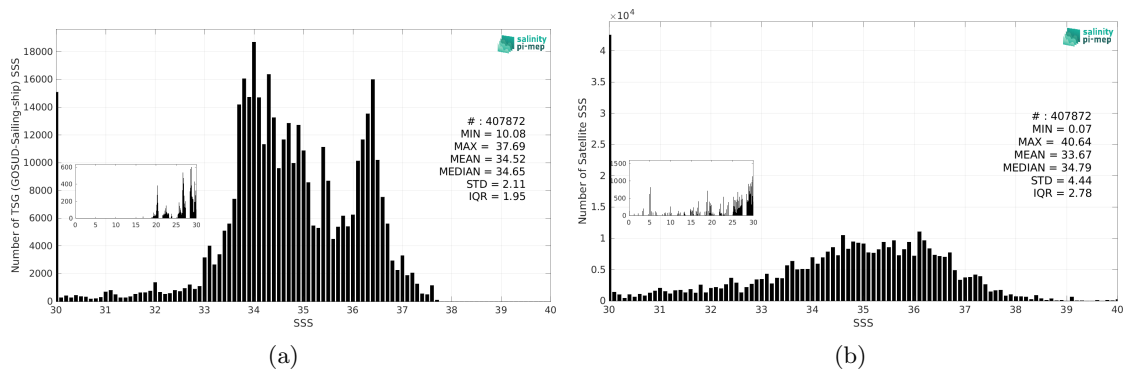 salinity
pi-mep
Number of TSG (GOSUD-Sailing-ship) SSS
18000
16000
14000
12000
10000
8000
6000
4000
2000
0
# : 407872
MIN = 10.08
MAX = 37.69
MEAN = 34.52
MEDIAN = 34.65
STD = 2.11
IQR = 1.95
600
400
200
0
0 5 10 15 20 25 30
30 31 32 33 34 35 36 37 38 39 40
SSS
(a)
×10⁴
salinity
pi-mep
Number of Satellite SSS
4
3.5
3
2.5
2
1.5
1
0.5
0
# : 407872
MIN = 0.07
MAX = 40.64
MEAN = 33.67
MEDIAN = 34.79
STD = 4.44
IQR = 2.78
1500
1000
500
0
0 5 10 15 20 25 30
30 31 32 33 34 35 36 37 38 39 40
SSS
(b)